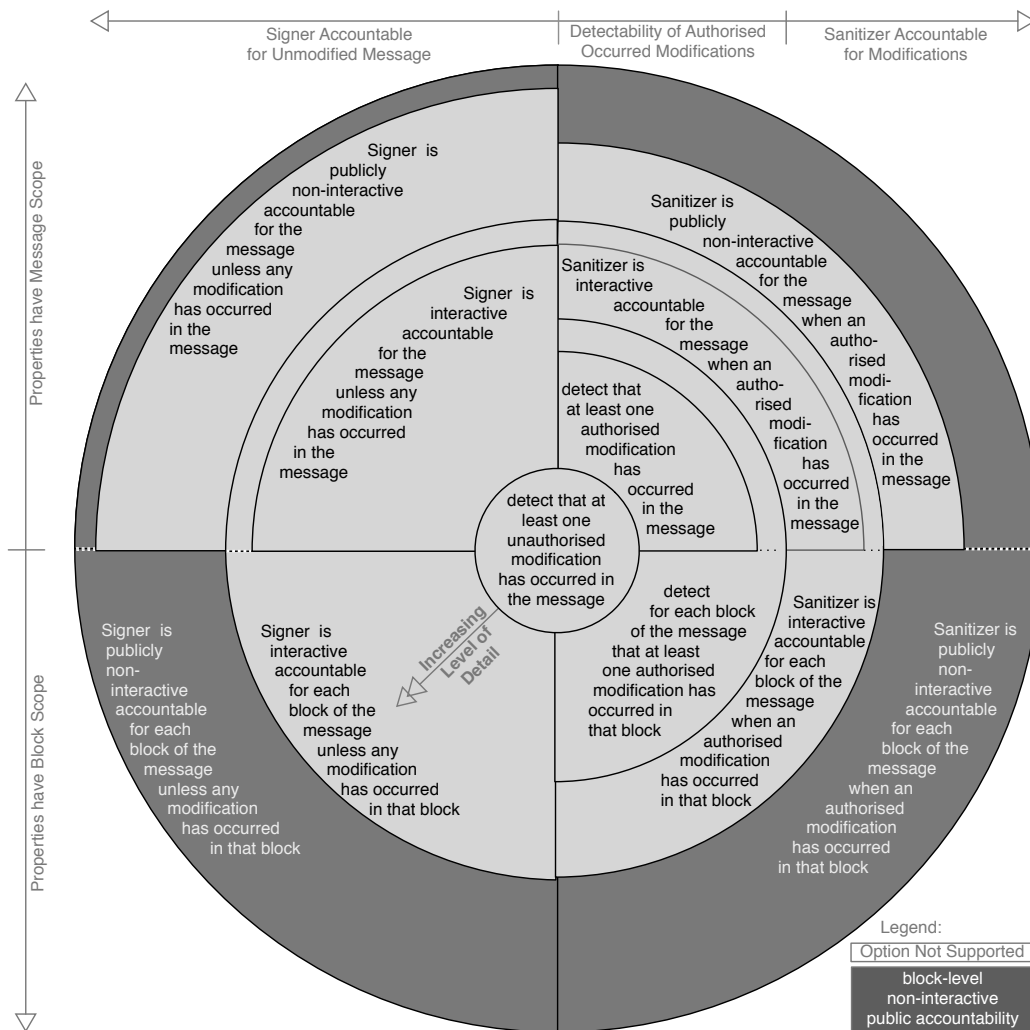 Signer Accountable
for Unmodified Message
Detectability of Authorised
Occurred Modifications
Sanitizer Accountable
for Modifications
Properties have Message Scope
Properties have Block Scope
Signer is
publicly
non-interactive
accountable
for the
message
unless any
modification
has occurred
in the
message
Signer is
interactive
accountable
for the
message
unless any
modification
has occurred
in the
message
Sanitizer is
publicly
non-interactive
accountable
for the
message
when an
autho-
rised
modi-
fication
has
occurred
in the
message
Sanitizer is
interactive
accountable
for the
message
when an
autho-
rised
modi-
fication
has
occurred
in the
message
detect that
at least one
authorised
modification
has
occurred
in the
message
detect that at
least one
unauthorised
modification
has occurred in
the message
Increasing
Level of
Detail
Signer is
publicly
non-
interactive
accountable
for each
block of the
message
unless any
modification
has occurred
in that block
Signer is
interactive
accountable
for each
block of the
message
unless any
modification
has occurred
in that block
detect
for each block
of the message
that at least
one authorised
modification has
occurred in
that block
Sanitizer is
interactive
accountable
for each
block of the
message
when an
authorised
modification
has occurred
in that block
Sanitizer is
publicly
non-
interactive
accountable
for each
block of the
message
when an
authorised
modification
has occurred
in that block
Legend:
Option Not Supported
block-level
non-interactive
public accountability